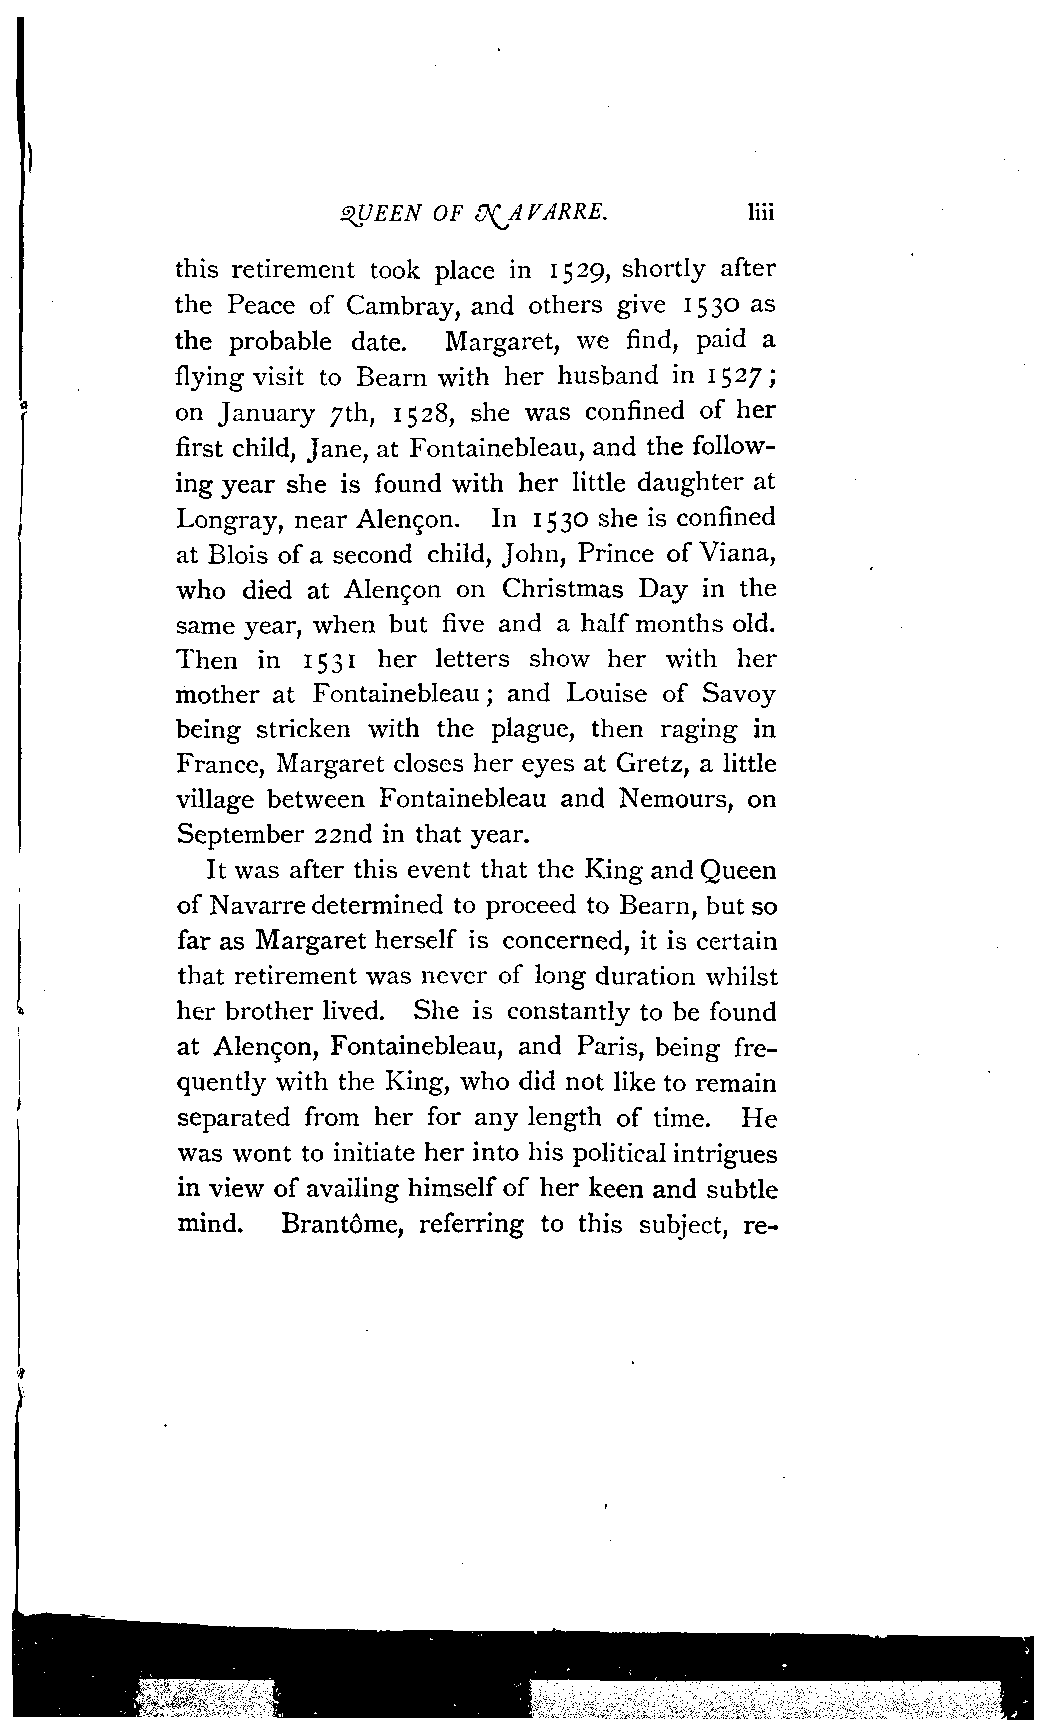 QUEEN OF NAVARRE. liii
this retirement took place in 1529, shortly after
the Peace of Cambray, and others give 1530 as
the probable date. Margaret, we find, paid a
flying visit to Bearn with her husband in 1527;
on January 7th, 1528, she was confined of her
first child, Jane, at Fontainebleau, and the follow-
ing year she is found with her little daughter at
Longray, near Alençon. In 1530 she is confined
at Blois of a second child, John, Prince of Viana,
who died at Alençon on Christmas Day in the
same year, when but five and a half months old.
Then in 1531 her letters show her with her
mother at Fontainebleau; and Louise of Savoy
being stricken with the plague, then raging in
France, Margaret closes her eyes at Gretz, a little
village between Fontainebleau and Nemours, on
September 22nd in that year.
It was after this event that the King and Queen
of Navarre determined to proceed to Bearn, but so
far as Margaret herself is concerned, it is certain
that retirement was never of long duration whilst
her brother lived. She is constantly to be found
at Alençon, Fontainebleau, and Paris, being fre-
quently with the King, who did not like to remain
separated from her for any length of time. He
was wont to initiate her into his political intrigues
in view of availing himself of her keen and subtle
mind. Brantôme, referring to this subject, re-